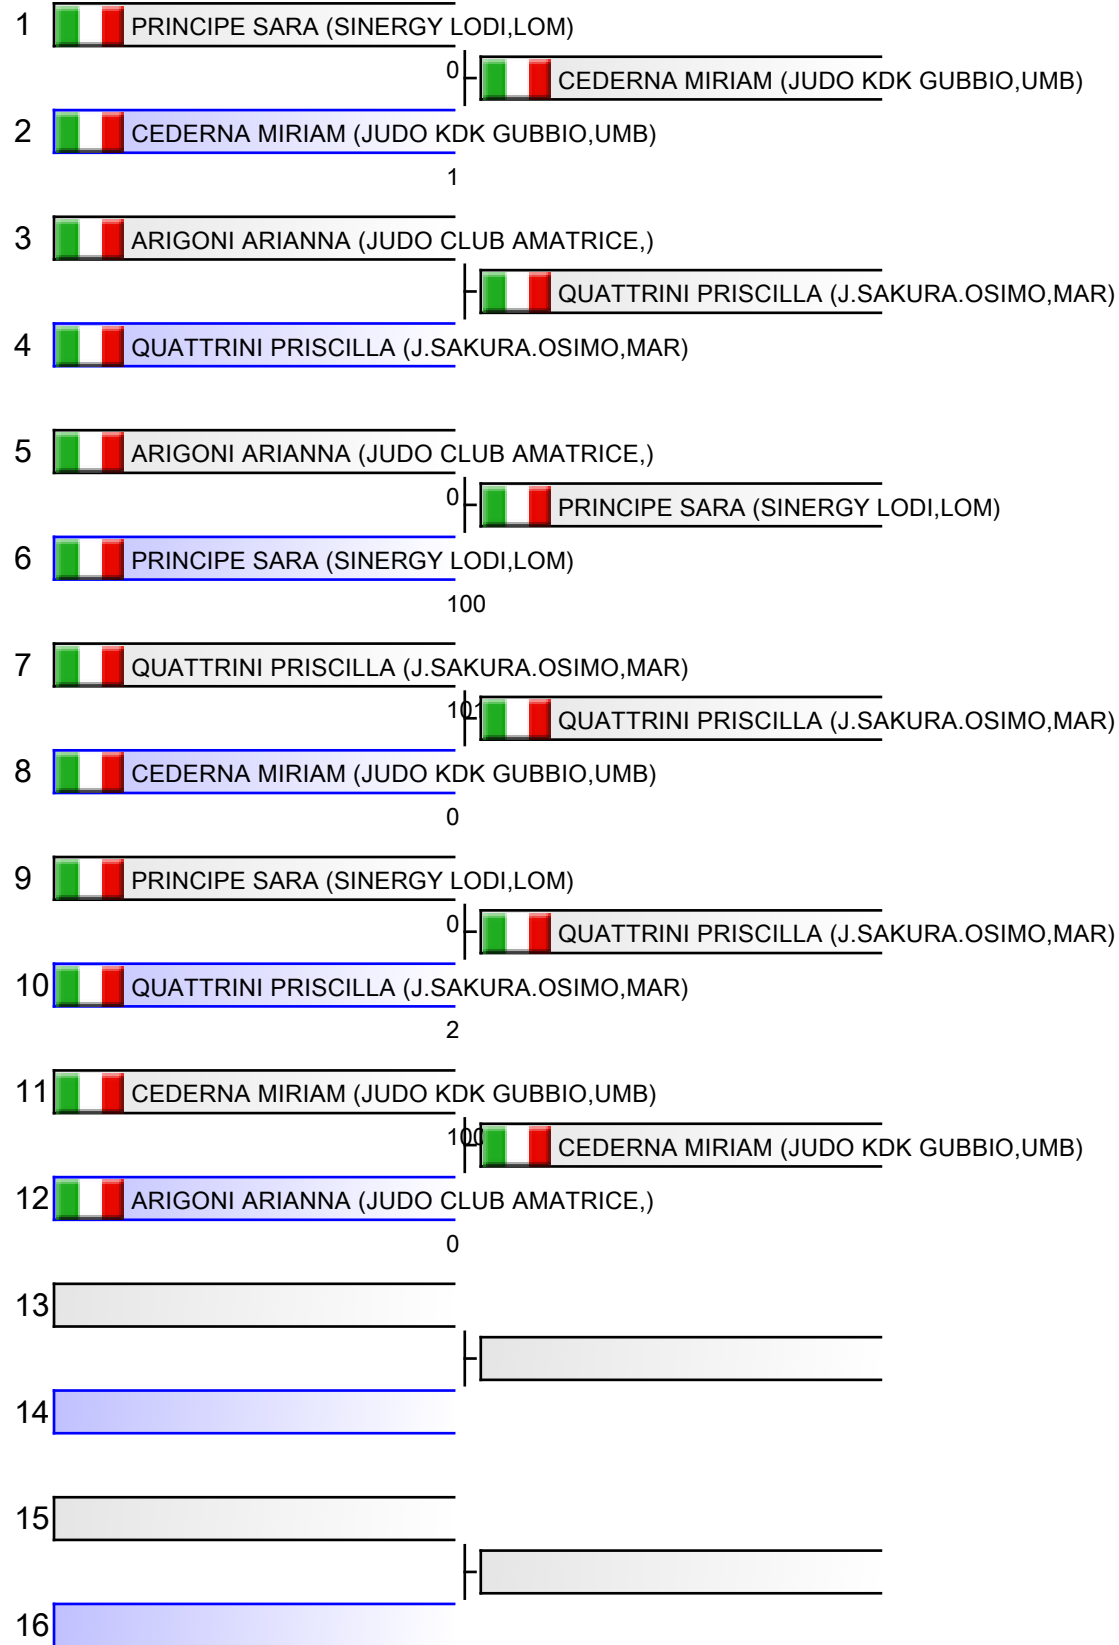 1 PRINCIPE SARA (SINERGY LODI,LOM)
0 CEDERNA MIRIAM (JUDO KDK GUBBIO,UMB)
2 CEDERNA MIRIAM (JUDO KDK GUBBIO,UMB)
1
3 ARIGONI ARIANNA (JUDO CLUB AMATRICE,)
QUATTRINI PRISCILLA (J.SAKURA.OSIMO,MAR)
4 QUATTRINI PRISCILLA (J.SAKURA.OSIMO,MAR)
5 ARIGONI ARIANNA (JUDO CLUB AMATRICE,)
0 PRINCIPE SARA (SINERGY LODI,LOM)
6 PRINCIPE SARA (SINERGY LODI,LOM)
100
7 QUATTRINI PRISCILLA (J.SAKURA.OSIMO,MAR)
QUATTRINI PRISCILLA (J.SAKURA.OSIMO,MAR)
8 CEDERNA MIRIAM (JUDO KDK GUBBIO,UMB)
0
9 PRINCIPE SARA (SINERGY LODI,LOM)
0 QUATTRINI PRISCILLA (J.SAKURA.OSIMO,MAR)
10 QUATTRINI PRISCILLA (J.SAKURA.OSIMO,MAR)
2
11 CEDERNA MIRIAM (JUDO KDK GUBBIO,UMB)
100 CEDERNA MIRIAM (JUDO KDK GUBBIO,UMB)
12 ARIGONI ARIANNA (JUDO CLUB AMATRICE,)
0
13
14
15
16